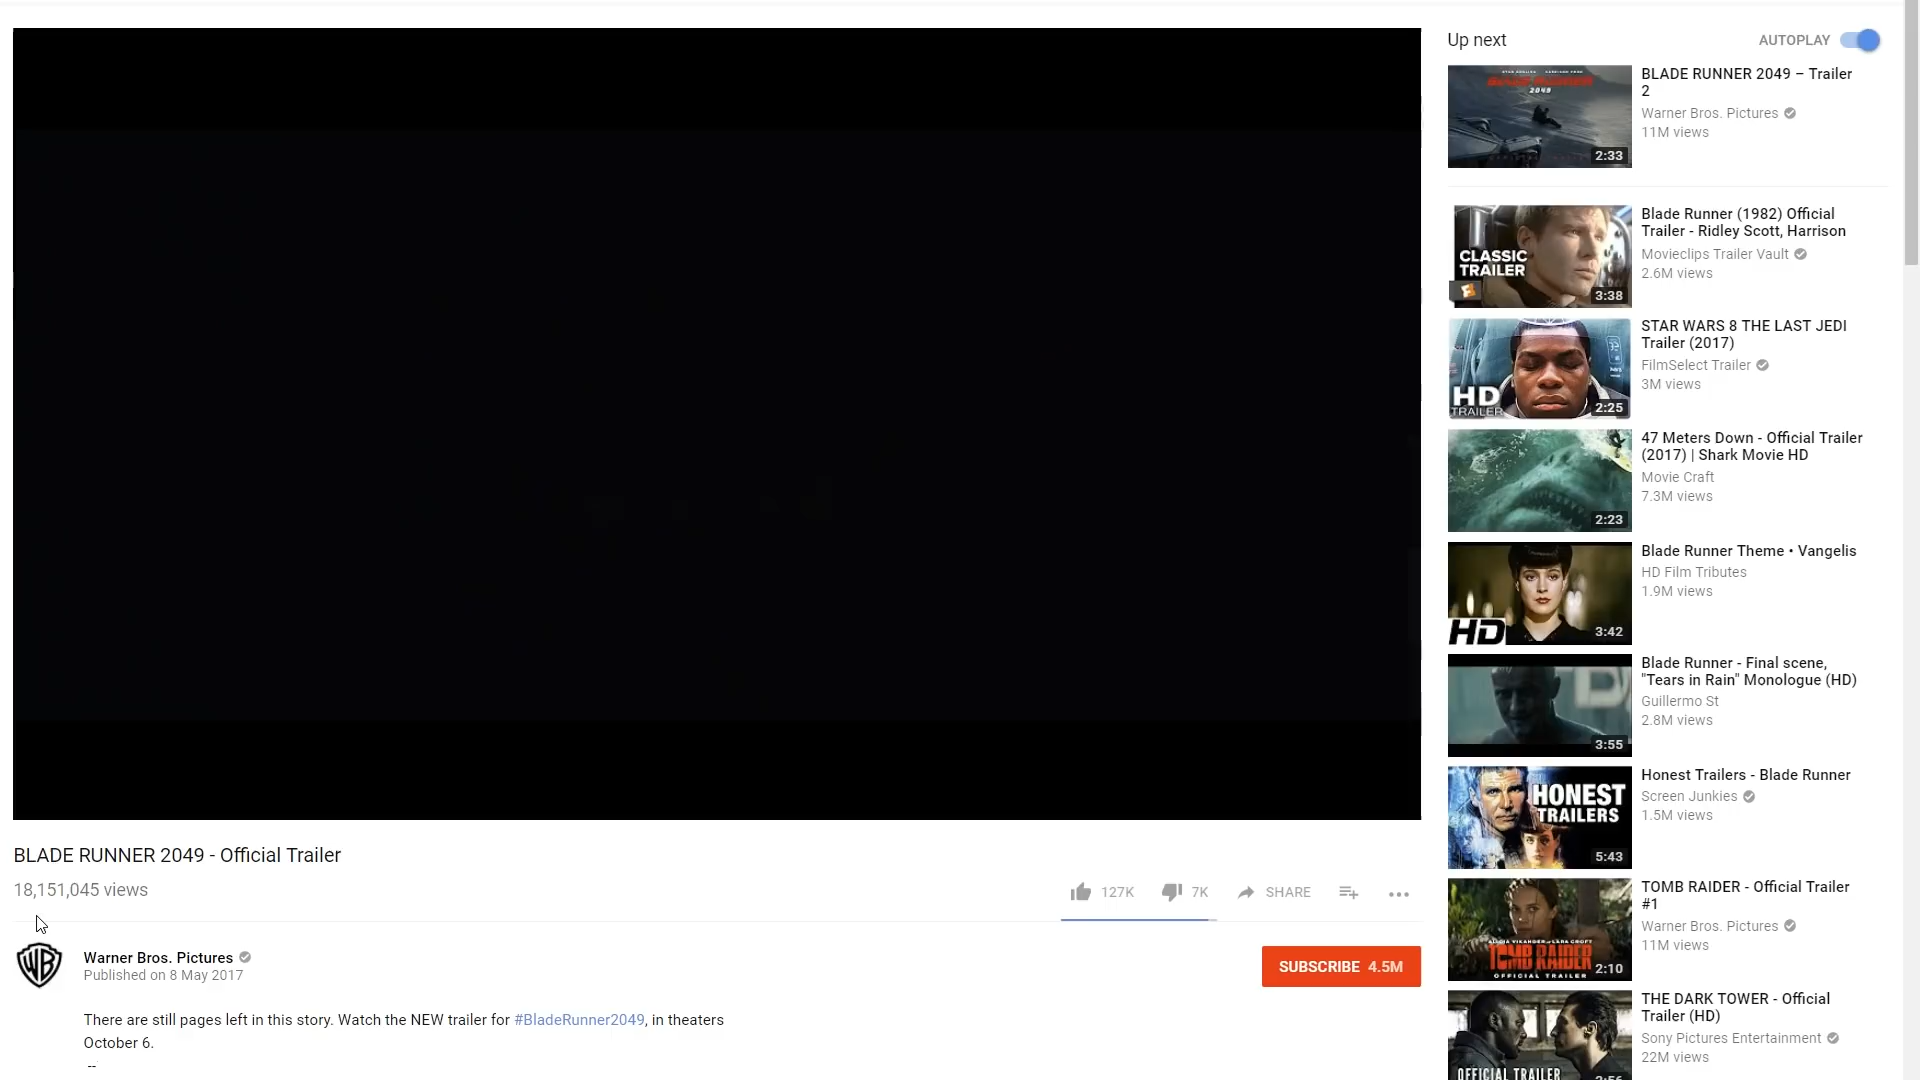 BLADE RUNNER 2049 - Official Trailer
18,151,045 views
127K
7K
SHARE
WB
Warner Bros. Pictures
Published on 8 May 2017
SUBSCRIBE 4.5M
There are still pages left in this story. Watch the NEW trailer for #BladeRunner2049, in theaters
October 6.
--
Up next
AUTOPLAY
2049
2:33
BLADE RUNNER 2049 – Trailer
2
Warner Bros. Pictures
11M views
CLASSIC
TRAILER
3:38
Blade Runner (1982) Official
Trailer - Ridley Scott, Harrison
Movieclips Trailer Vault
2.6M views
HD
TRAILER
2:25
STAR WARS 8 THE LAST JEDI
Trailer (2017)
FilmSelect Trailer
3M views
2:23
47 Meters Down - Official Trailer
(2017) | Shark Movie HD
Movie Craft
7.3M views
HD
3:42
Blade Runner Theme • Vangelis
HD Film Tributes
1.9M views
3:55
Blade Runner - Final scene,
"Tears in Rain" Monologue (HD)
Guillermo St
2.8M views
HONEST
TRAILERS
5:43
Honest Trailers - Blade Runner
Screen Junkies
1.5M views
TOMB RAIDER
OFFICIAL TRAILER
2:10
TOMB RAIDER - Official Trailer
#1
Warner Bros. Pictures
11M views
OFFICIAL TRAILER
THE DARK TOWER - Official
Trailer (HD)
Sony Pictures Entertainment
22M views